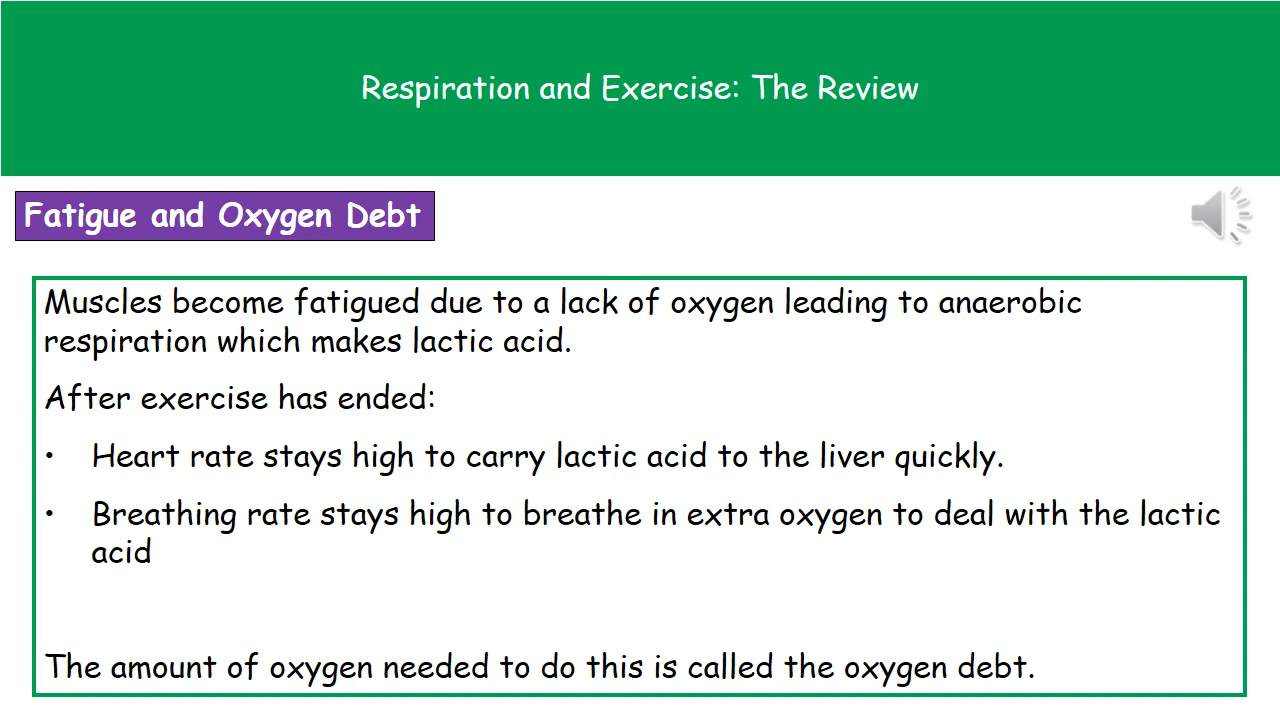 Respiration and Exercise: The Review
Fatigue and Oxygen Debt
Muscles become fatigued due to a lack of oxygen leading to anaerobic
respiration which makes lactic acid.
After exercise has ended:
• Heart rate stays high to carry lactic acid to the liver quickly.
• Breathing rate stays high to breathe in extra oxygen to deal with the lactic
acid
The amount of oxygen needed to do this is called the oxygen debt.